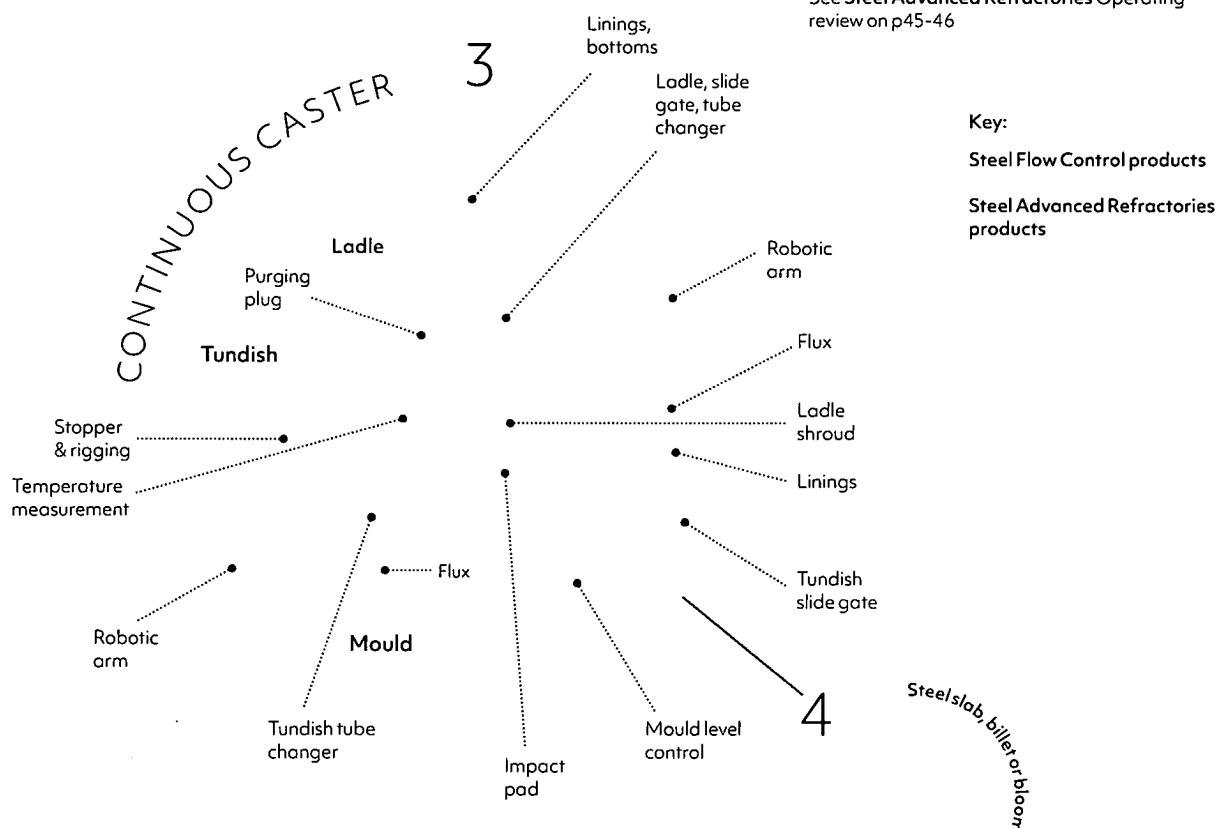 See Steel Advanced Refractories Operating
review on p45-46
3
CONTINUOUS CASTER
Linings,
bottoms
Ladle, slide
gate, tube
changer
Key:
Steel Flow Control products
Steel Advanced Refractories
products
Ladle
Purging
plug
Tundish
Robotic
arm
Flux
Ladle
shroud
Linings
Stopper
& rigging
Temperature
measurement
Flux
Tundish
slide gate
Robotic
arm
Mould
Tundish tube
changer
Impact
pad
Mould level
control
4
Steel slab, billet or bloom